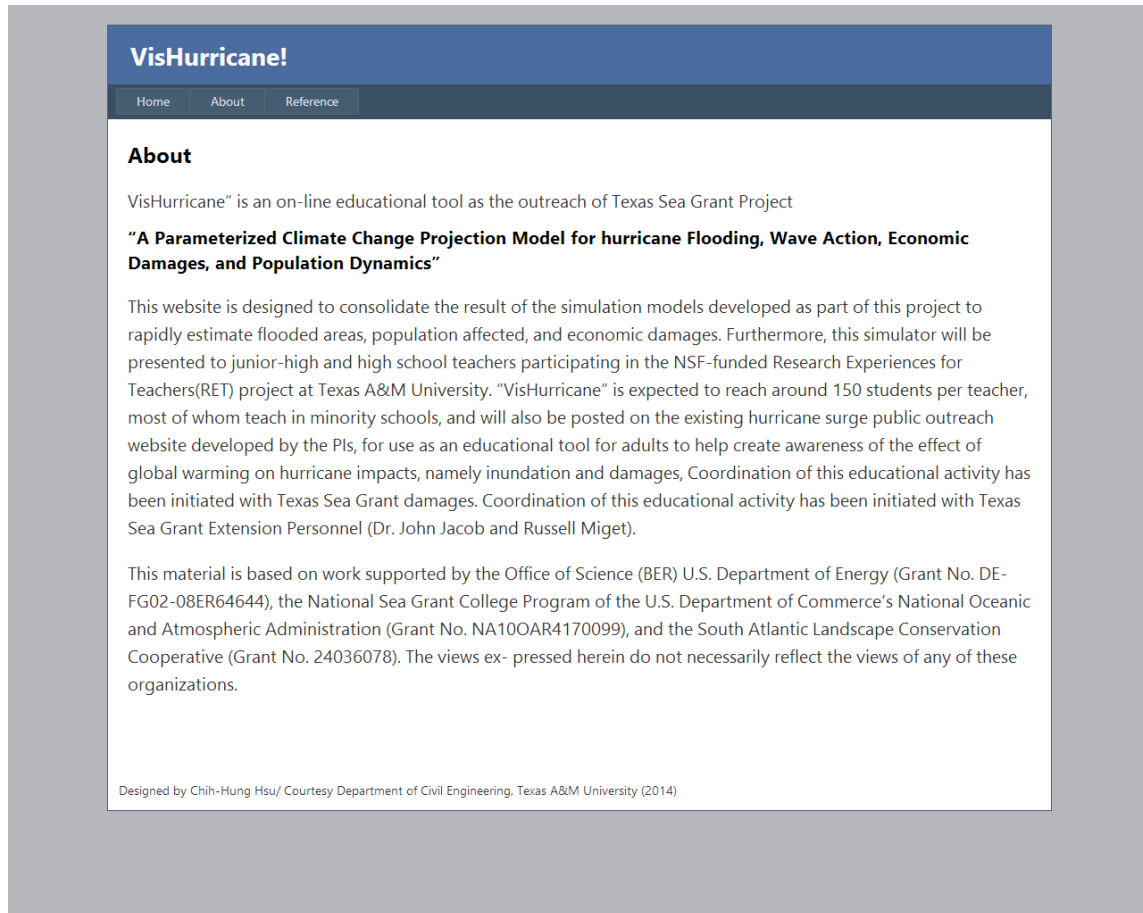 VisHurricane!
Home About Reference
About
VisHurricane” is an on-line educational tool as the outreach of Texas Sea Grant Project
“A Parameterized Climate Change Projection Model for hurricane Flooding, Wave Action, Economic
Damages, and Population Dynamics”
This website is designed to consolidate the result of the simulation models developed as part of this project to
rapidly estimate flooded areas, population affected, and economic damages. Furthermore, this simulator will be
presented to junior-high and high school teachers participating in the NSF-funded Research Experiences for
Teachers(RET) project at Texas A&M University. “VisHurricane” is expected to reach around 150 students per teacher,
most of whom teach in minority schools, and will also be posted on the existing hurricane surge public outreach
website developed by the PIs, for use as an educational tool for adults to help create awareness of the effect of
global warming on hurricane impacts, namely inundation and damages, Coordination of this educational activity has
been initiated with Texas Sea Grant damages. Coordination of this educational activity has been initiated with Texas
Sea Grant Extension Personnel (Dr. John Jacob and Russell Miget).
This material is based on work supported by the Office of Science (BER) U.S. Department of Energy (Grant No. DE-
FG02-08ER64644), the National Sea Grant College Program of the U.S. Department of Commerce’s National Oceanic
and Atmospheric Administration (Grant No. NA10OAR4170099), and the South Atlantic Landscape Conservation
Cooperative (Grant No. 24036078). The views ex- pressed herein do not necessarily reflect the views of any of these
organizations.
Designed by Chih-Hung Hsu/ Courtesy Department of Civil Engineering, Texas A&M University (2014)